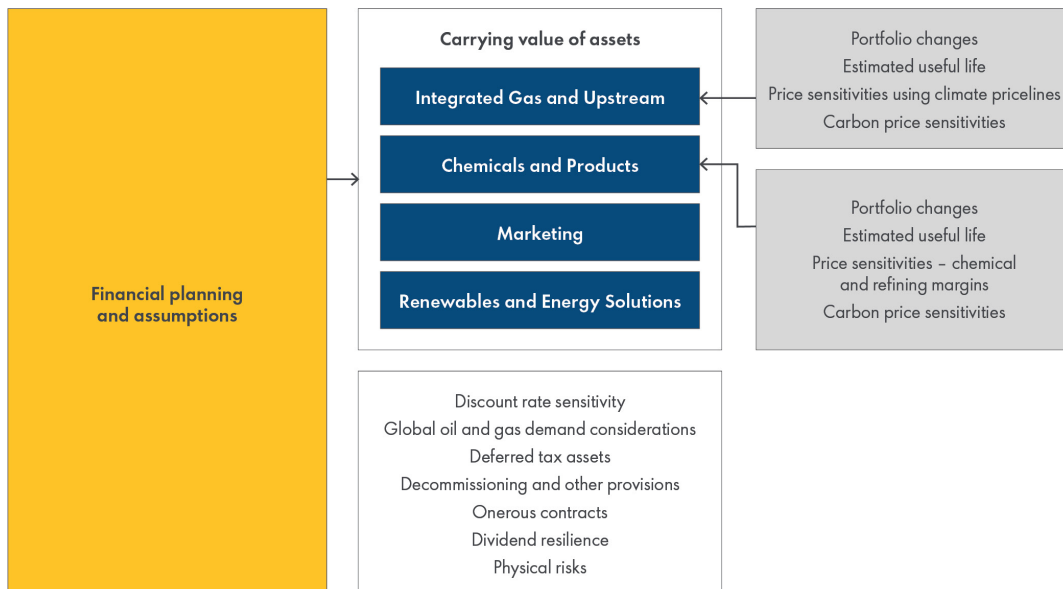 Financial planning
and assumptions
Carrying value of assets
Integrated Gas and Upstream
Chemicals and Products
Marketing
Renewables and Energy Solutions
Portfolio changes
Estimated useful life
Price sensitivities using climate pricelines
Carbon price sensitivities
Portfolio changes
Estimated useful life
Price sensitivities – chemical
and refining margins
Carbon price sensitivities
Discount rate sensitivity
Global oil and gas demand considerations
Deferred tax assets
Decommissioning and other provisions
Onerous contracts
Dividend resilience
Physical risks